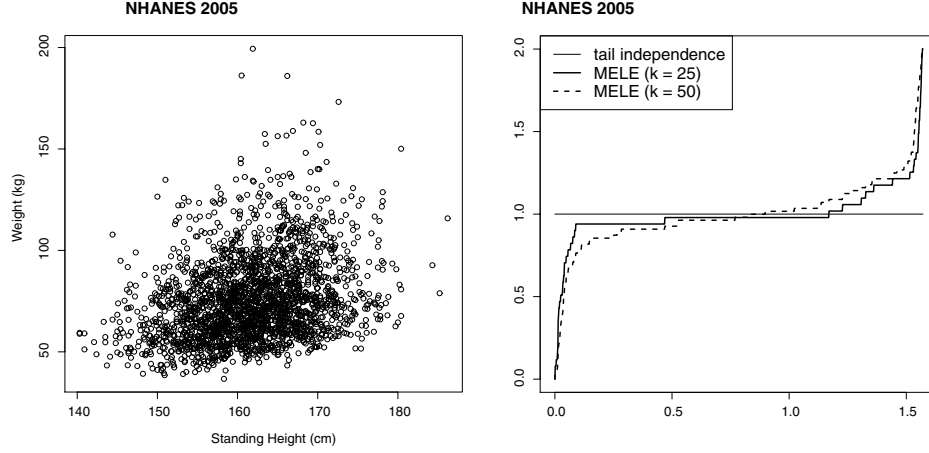 NHANES 2005
Weight (kg)
200
150
100
50
140 150 160 170 180
Standing Height (cm)
NHANES 2005
tail independence
MELE (k = 25)
MELE (k = 50)
2.0
1.5
1.0
0.5
0.0
0.0 0.5 1.0 1.5